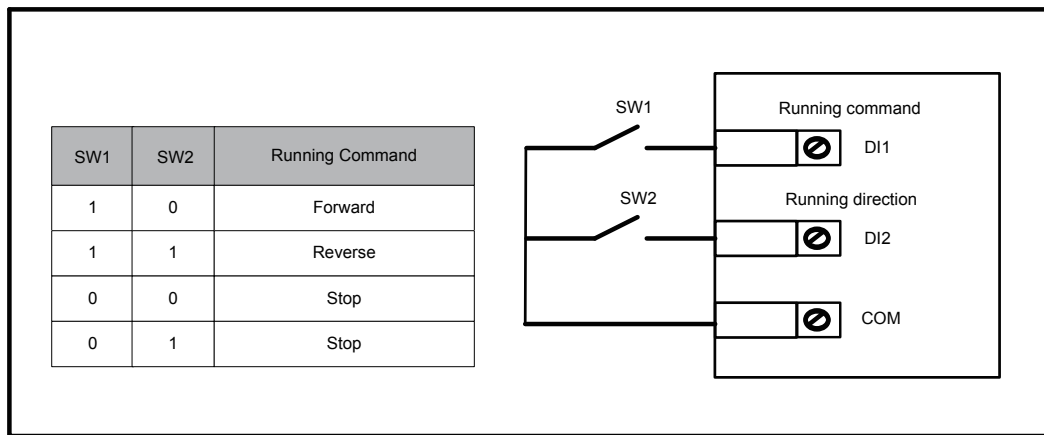 SW1 SW2 Running Command
1 0 Forward
1 1 Reverse
0 0 Stop
0 1 Stop
SW1
Running command
DI1
SW2
Running direction
DI2
COM